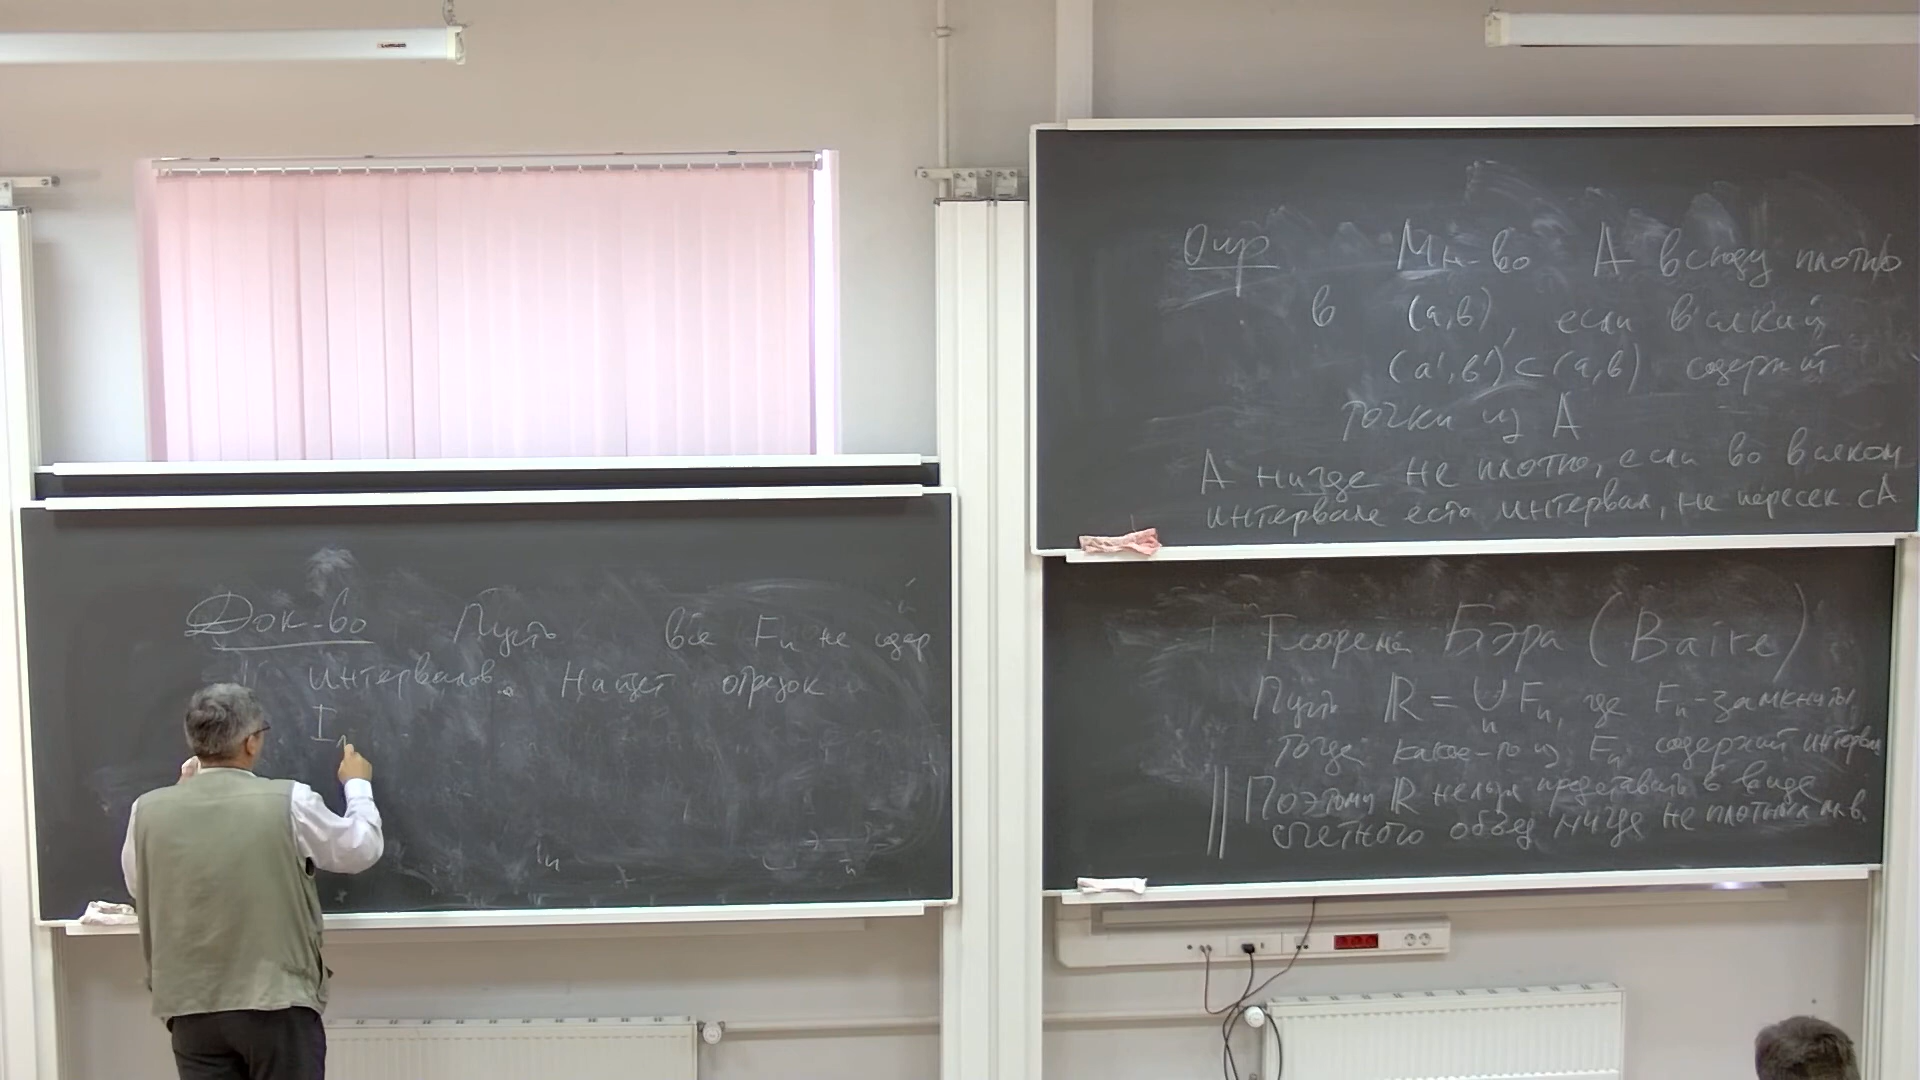 Док-во Пусть все Fn не содер
интервалов. Найдет отрезок
I
Опр Мн-во A всюду плотно
в (a,b), если всякий
(a',b')⊂(a,b) содержит
точки из A
A нигде не плотно, если во всяком
интервале есть интервал, не пересек с A
Теорема Бэра (Baire)
Пусть ℝ = ∪ Fn, где Fn - замкнуты,
n
тогда какое-то из Fn содержит интервал
Поэтому ℝ нельзя представить в виде
счетного объед нигде не плотных мн-в.